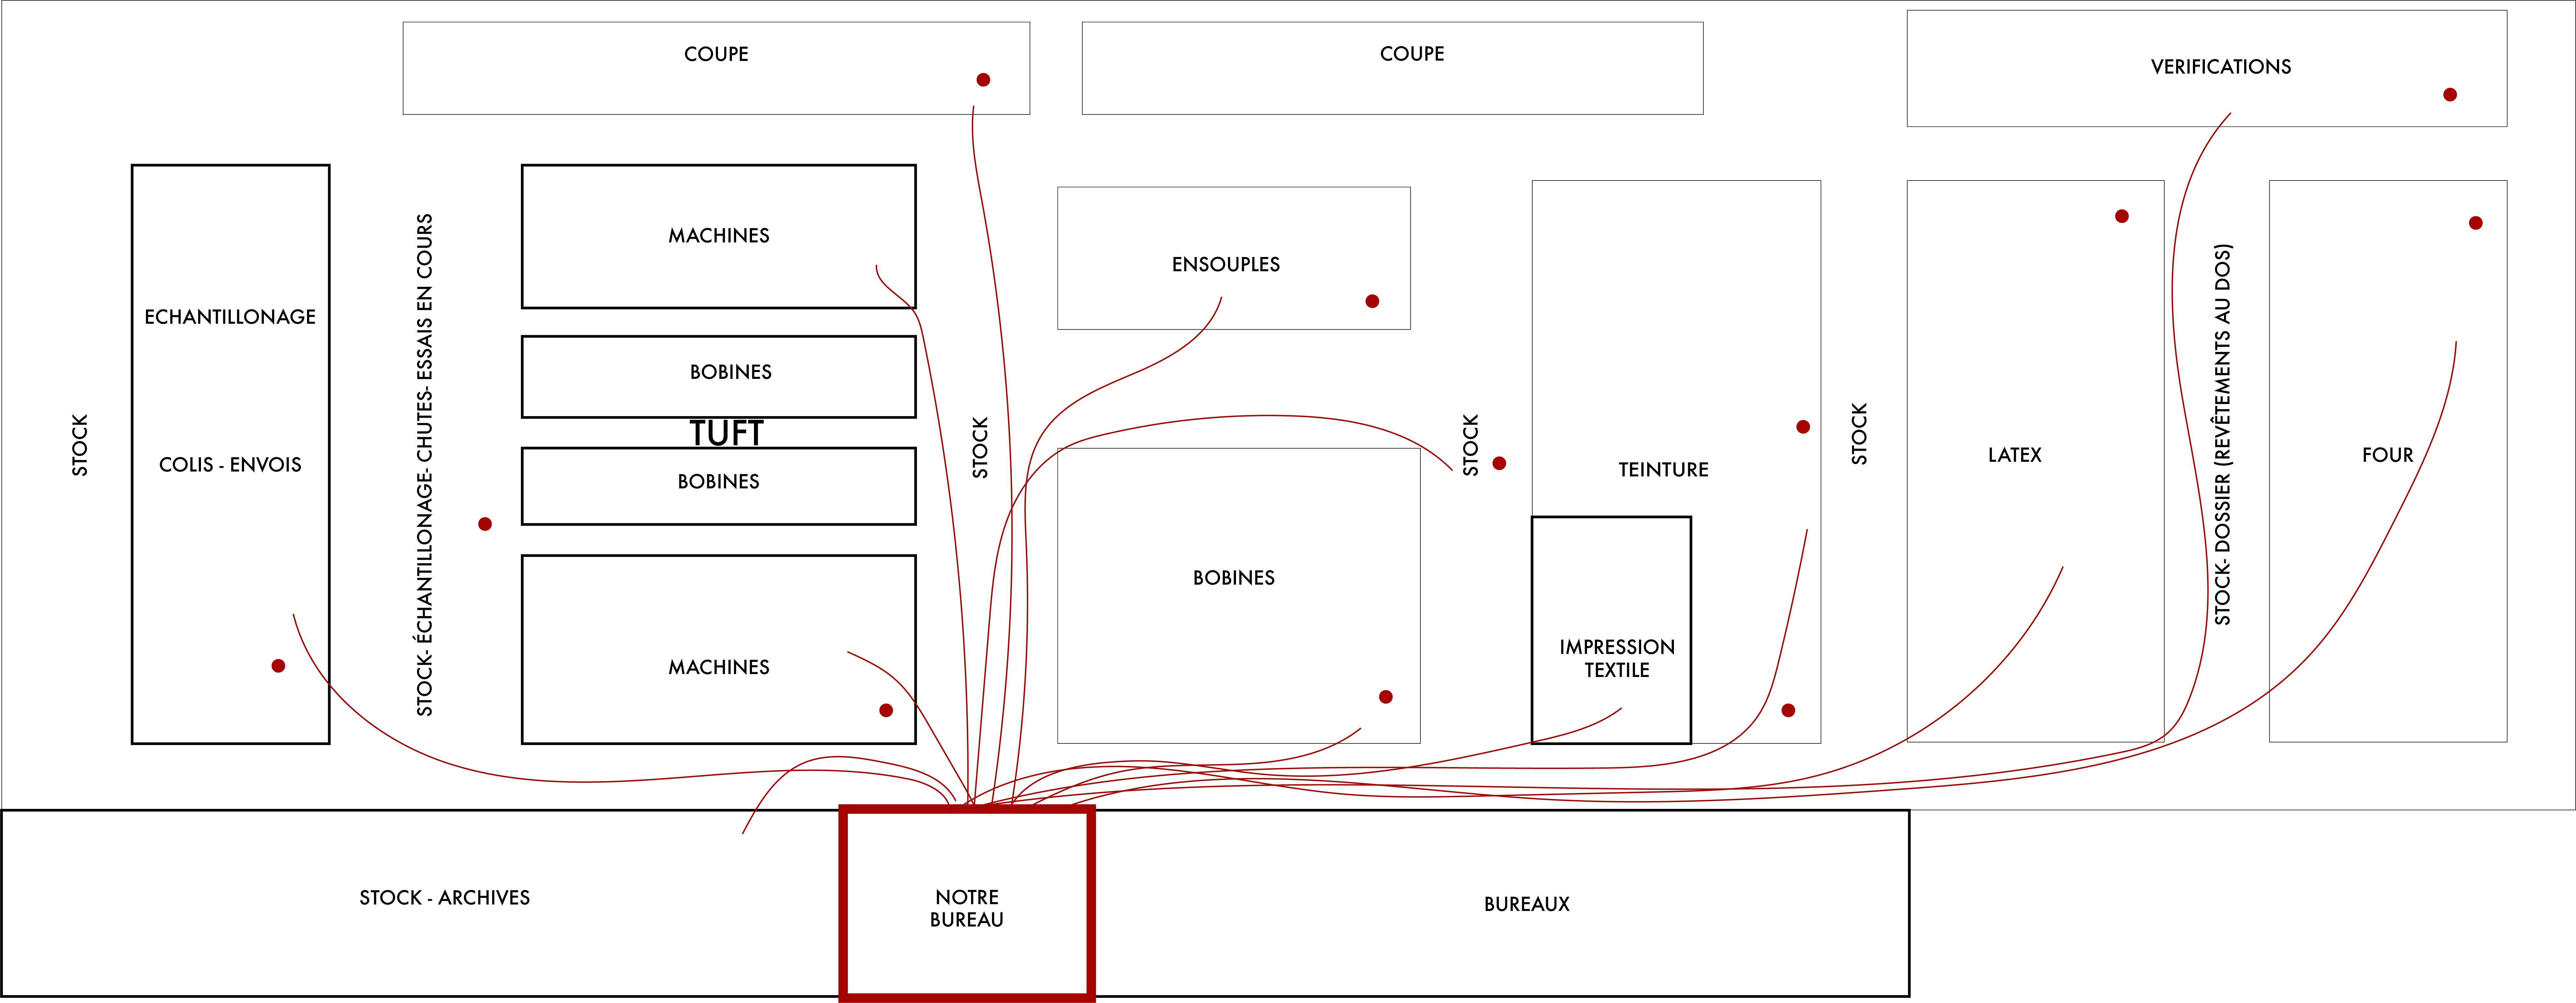 COUPE
COUPE
VERIFICATIONS
STOCK
ECHANTILLONAGE
COLIS - ENVOIS
STOCK- ÉCHANTILLONAGE- CHUTES- ESSAIS EN COURS
MACHINES
BOBINES
TUFT
BOBINES
MACHINES
STOCK
ENSOUPLES
BOBINES
STOCK
TEINTURE
IMPRESSION
TEXTILE
STOCK
LATEX
STOCK- DOSSIER (REVÊTEMENTS AU DOS)
FOUR
STOCK - ARCHIVES
NOTRE
BUREAU
BUREAUX